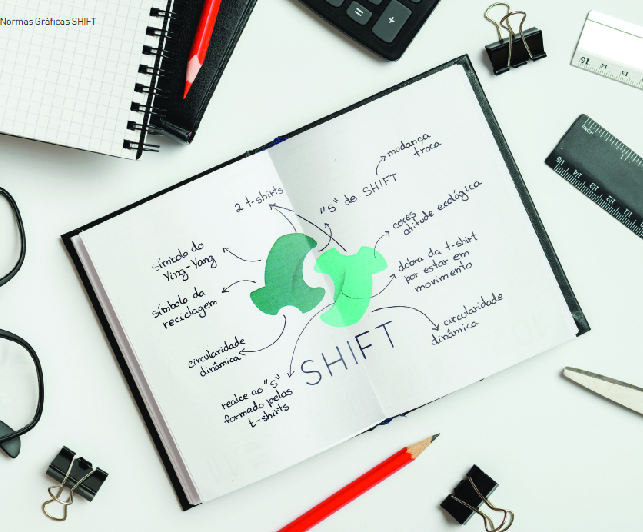 Normas Gráficas SHIFT
mudança
troca
2 t-shirts
"S" de SHIFT
cores
atitude ecológica
Símbolo do
Ying-Yang
dobra da t-shirt
por estar em
movimento
símbolo da
reciclagem
circularidade
dinâmica
circularidade
dinâmica
SHIFT
realce ao "S"
formado pelas
t-shirts